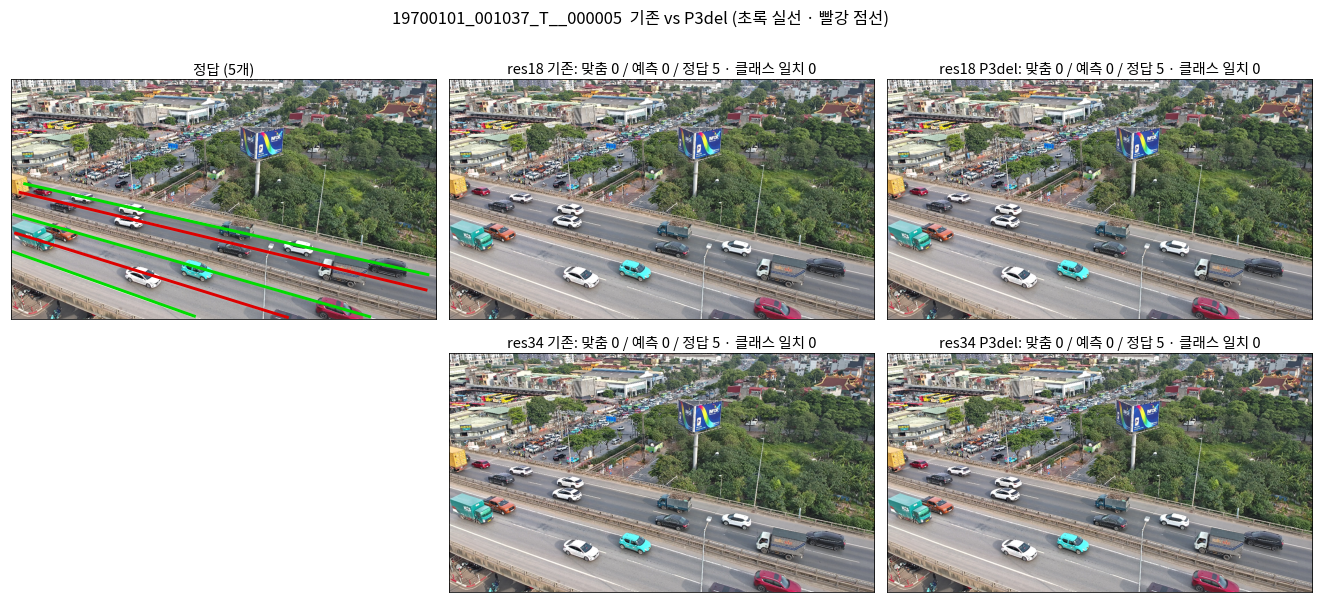 19700101_001037_T__000005 기존 vs P3del (초록 실선 · 빨강 점선)
정답 (5개)
res18 기존: 맞춤 0 / 예측 0 / 정답 5 · 클래스 일치 0
res18 P3del: 맞춤 0 / 예측 0 / 정답 5 · 클래스 일치 0
res34 기존: 맞춤 0 / 예측 0 / 정답 5 · 클래스 일치 0
res34 P3del: 맞춤 0 / 예측 0 / 정답 5 · 클래스 일치 0